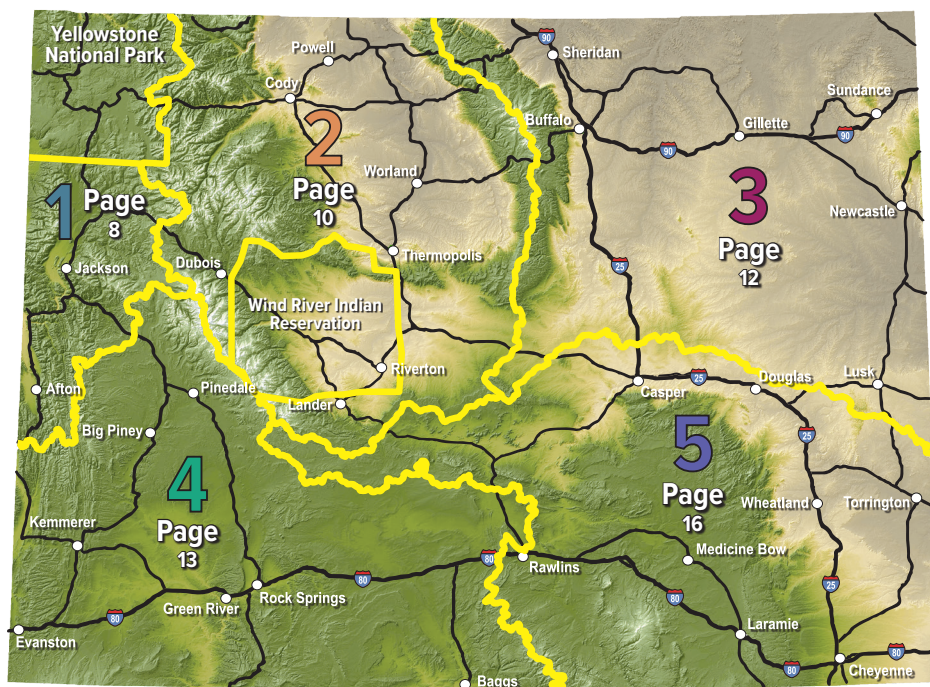 Yellowstone
National Park
Powell
90
Sheridan
Cody
Sundance
2
Buffalo
Gillette
90
90
Page
10
Worland
1
Page
8
3
Page
12
Newcastle
Thermopolis
Dubois
Jackson
25
Wind River Indian
Reservation
Riverton
Afton
Pinedale
Lander
Casper
25
Douglas
Lusk
Big Piney
5
Page
16
25
4
Page
13
Wheatland
Torrington
Kemmerer
Medicine Bow
80
Rawlins
Rock Springs
80
Green River
80
25
80
Evanston
Laramie
80
Cheyenne
80
Baggs